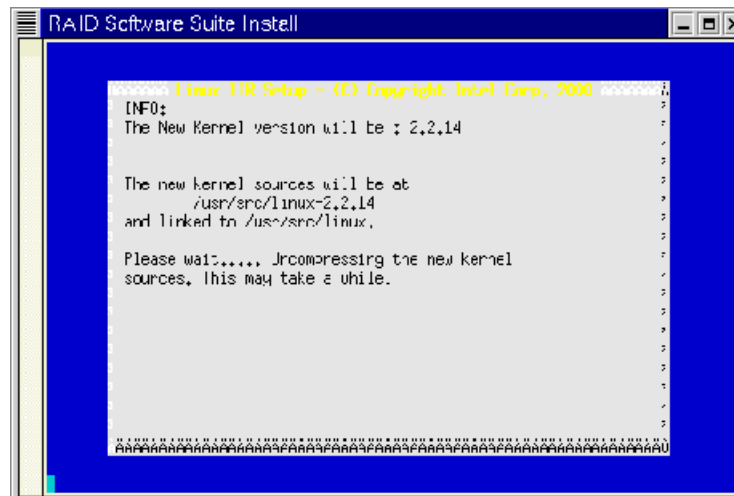 RAID Software Suite Install
Linux IIR Setup - (C) Copyright Intel Corp. 2000
INFO:
The New Kernel version will be : 2.2.14
The new kernel sources will be at
/usr/src/linux-2.2.14
and linked to /usr/src/linux.
Please wait..... Uncompressing the new kernel
sources. This may take a while.